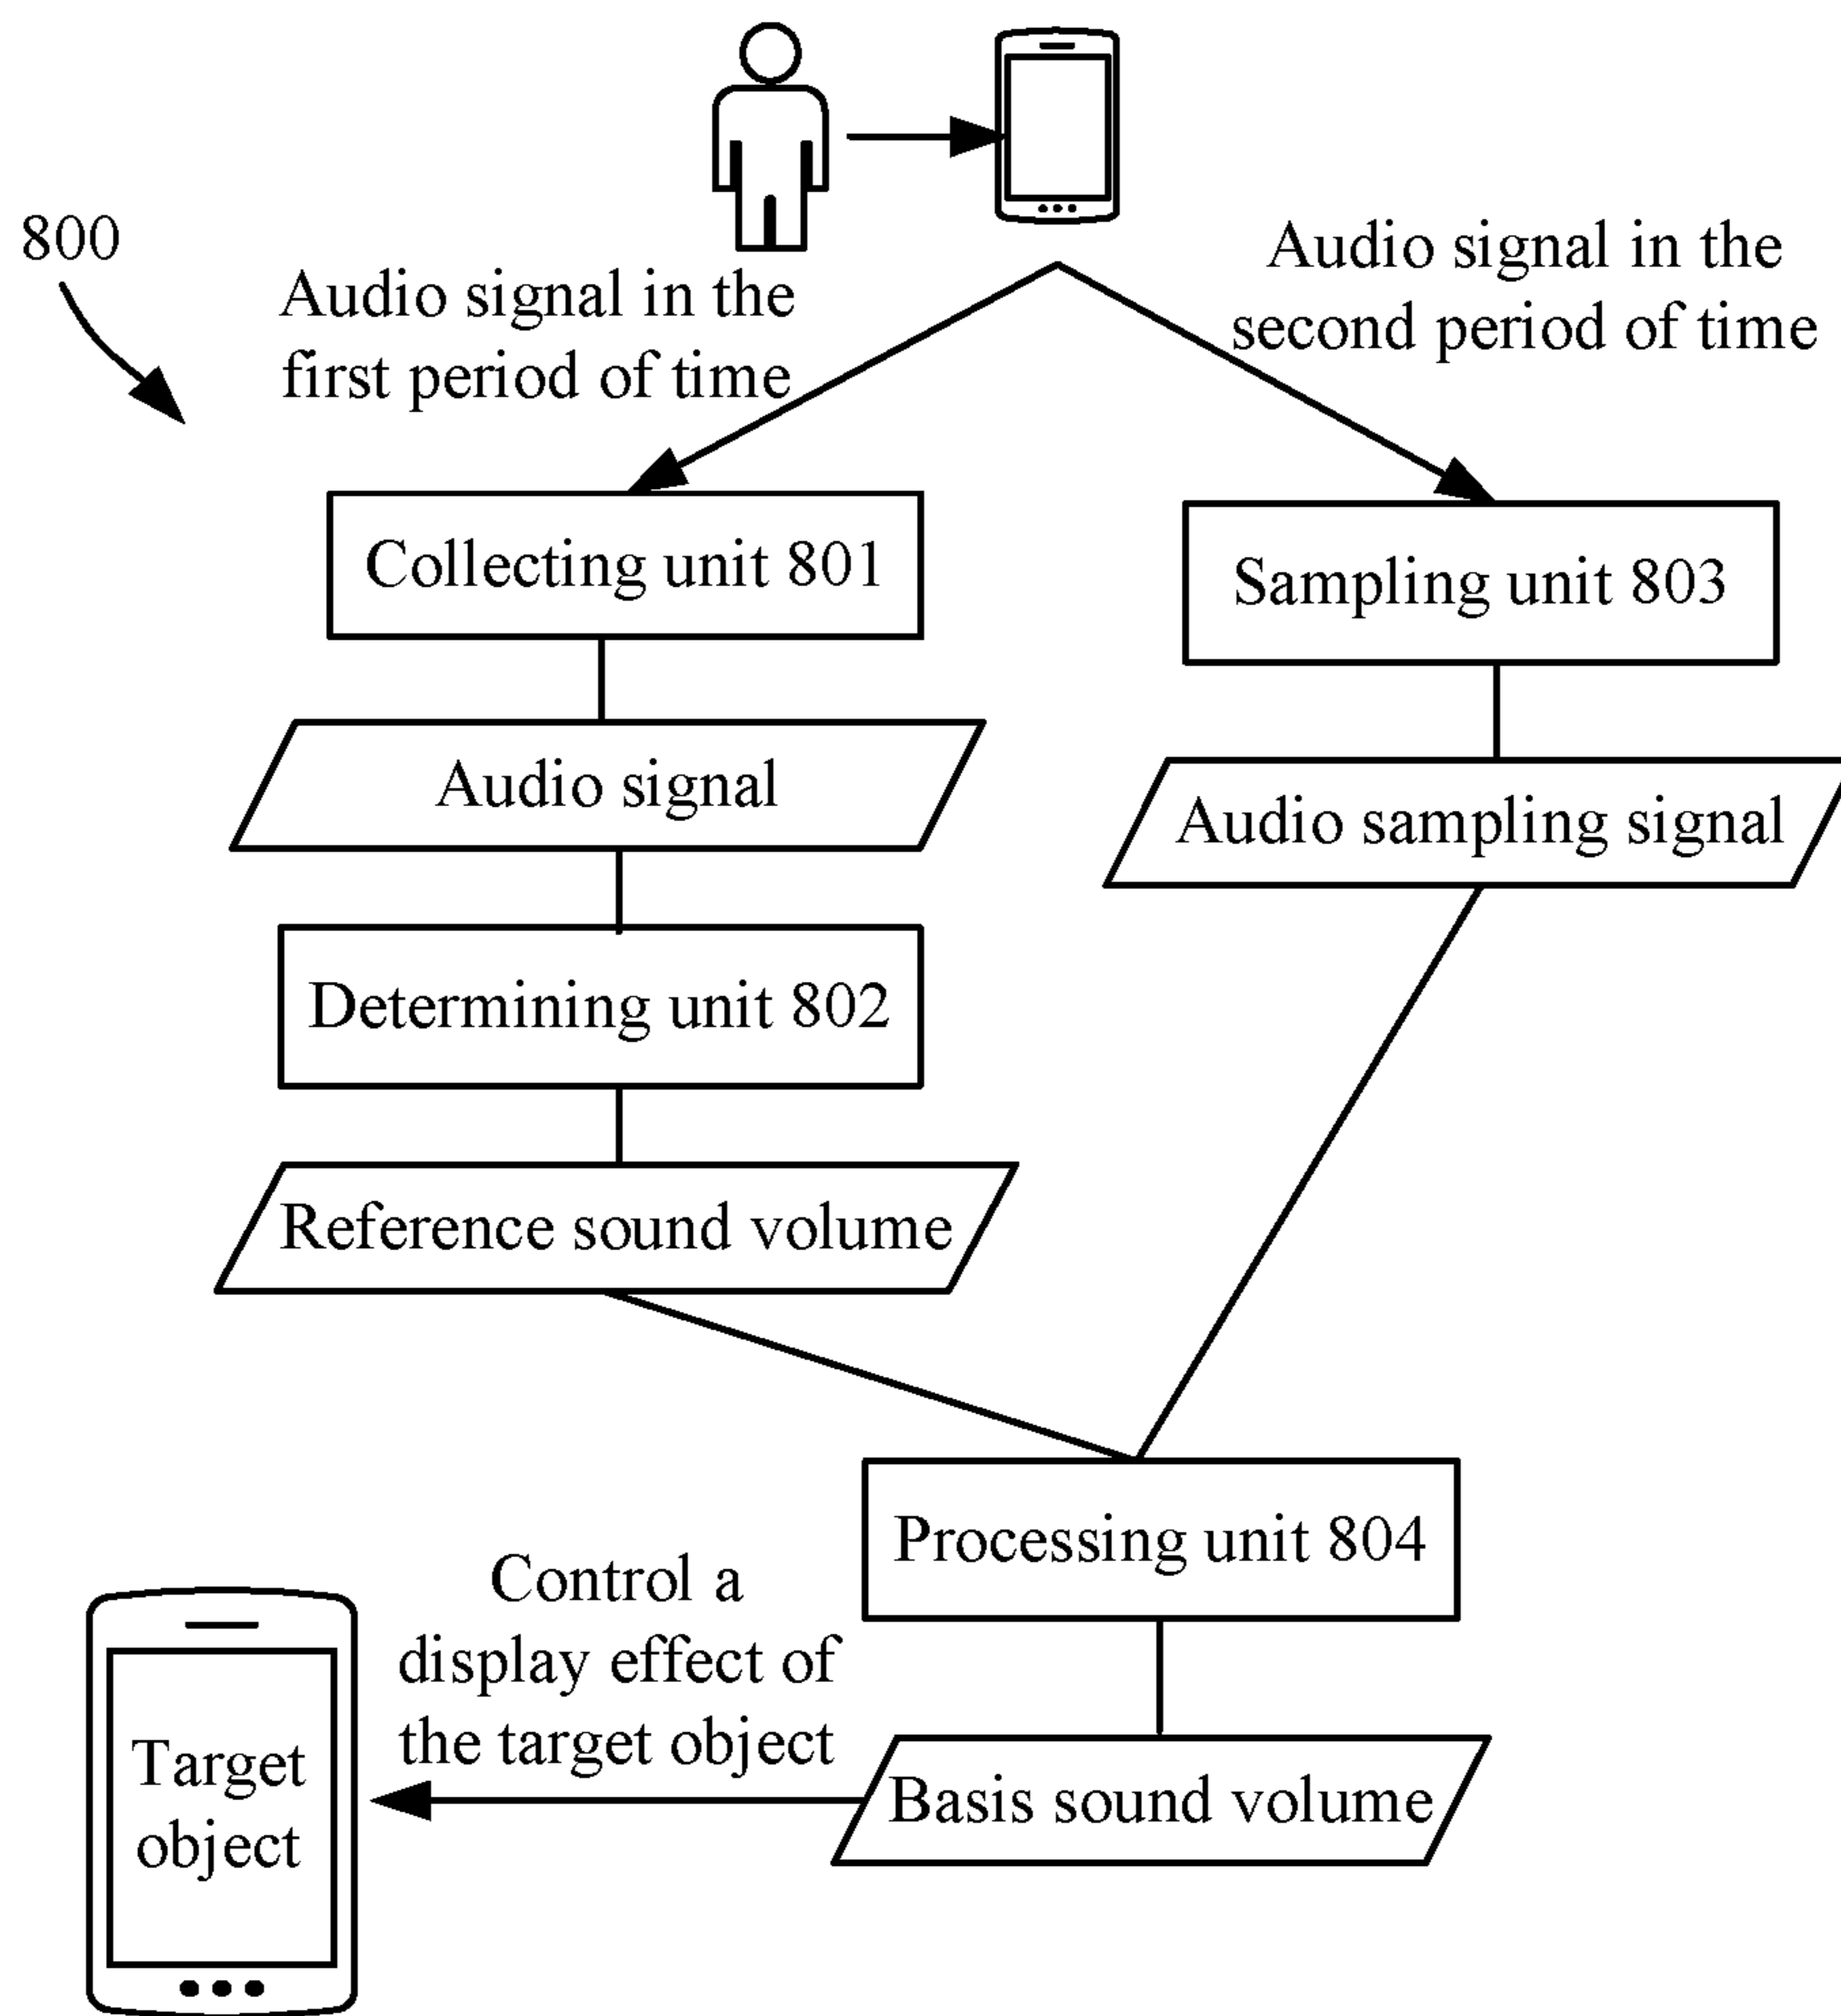 800
Audio signal in the
first period of time
Audio signal in the
second period of time
Collecting unit 801
Sampling unit 803
Audio signal
Audio sampling signal
Determining unit 802
Reference sound volume
Processing unit 804
Control a
display effect of
the target object
Basis sound volume
Target
object